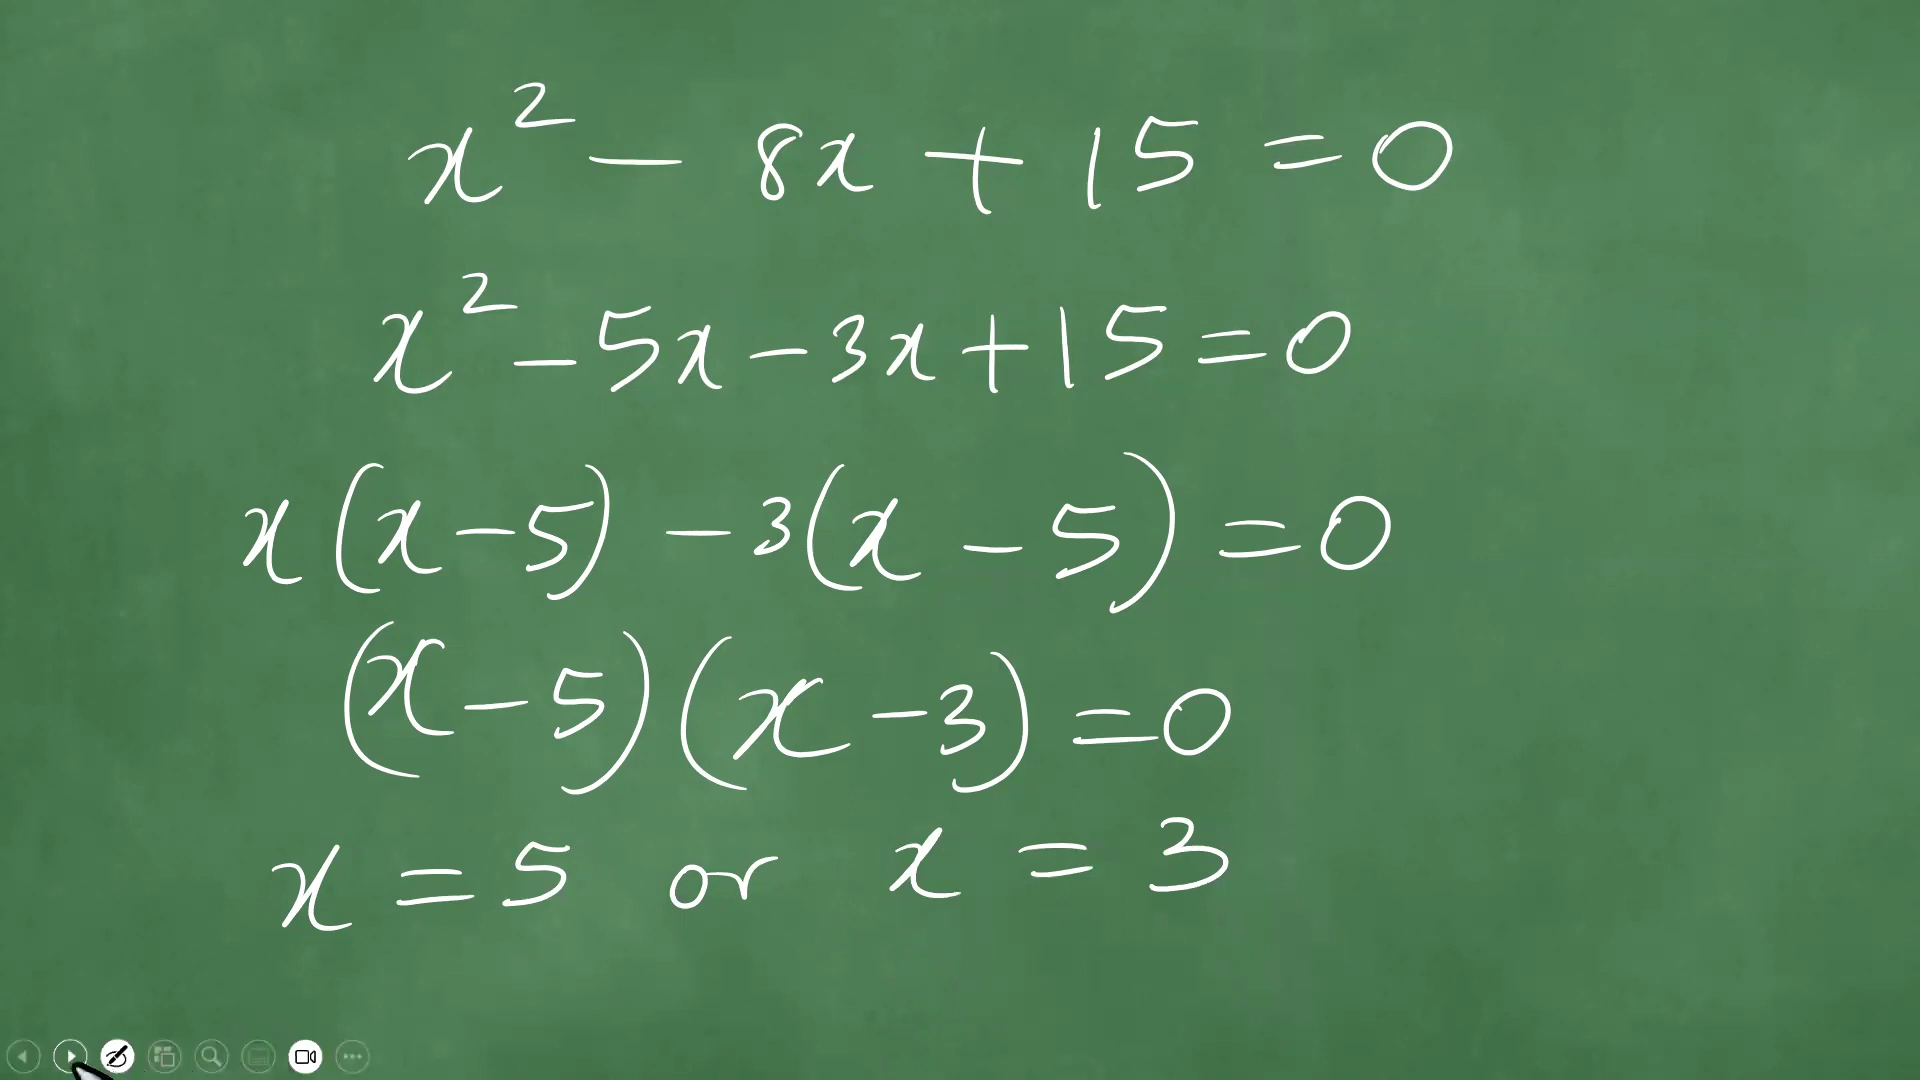 x² - 8x + 15 = 0
x² - 5x - 3x + 15 = 0
x(x - 5) - 3(x - 5) = 0
(x - 5)(x - 3) = 0
x = 5 or x = 3